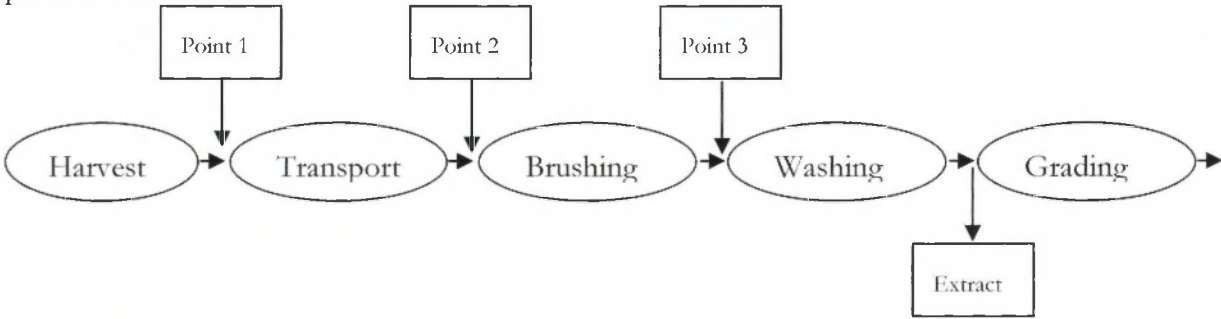 Point 1
Point 2
Point 3
Harvest
Transport
Brushing
Washing
Grading
Extract